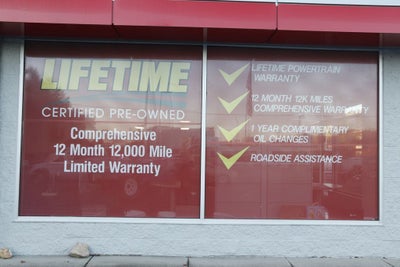 LIFETIME
CERTIFIED PRE-OWNED
Comprehensive
12 Month 12,000 Mile
Limited Warranty
LIFETIME POWERTRAIN
WARRANTY
12 MONTH 12K MILES
COMPREHENSIVE WARRANTY
1 YEAR COMPLIMENTARY
OIL CHANGES
ROADSIDE ASSISTANCE